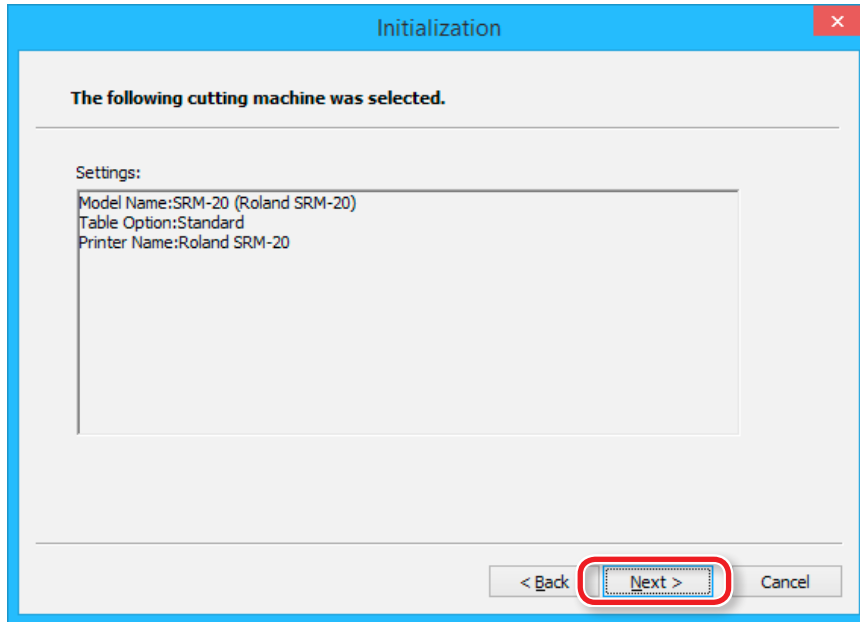 Initialization
The following cutting machine was selected.
Settings:
Model Name:SRM-20 (Roland SRM-20)
Table Option:Standard
Printer Name:Roland SRM-20
< Back Next > Cancel